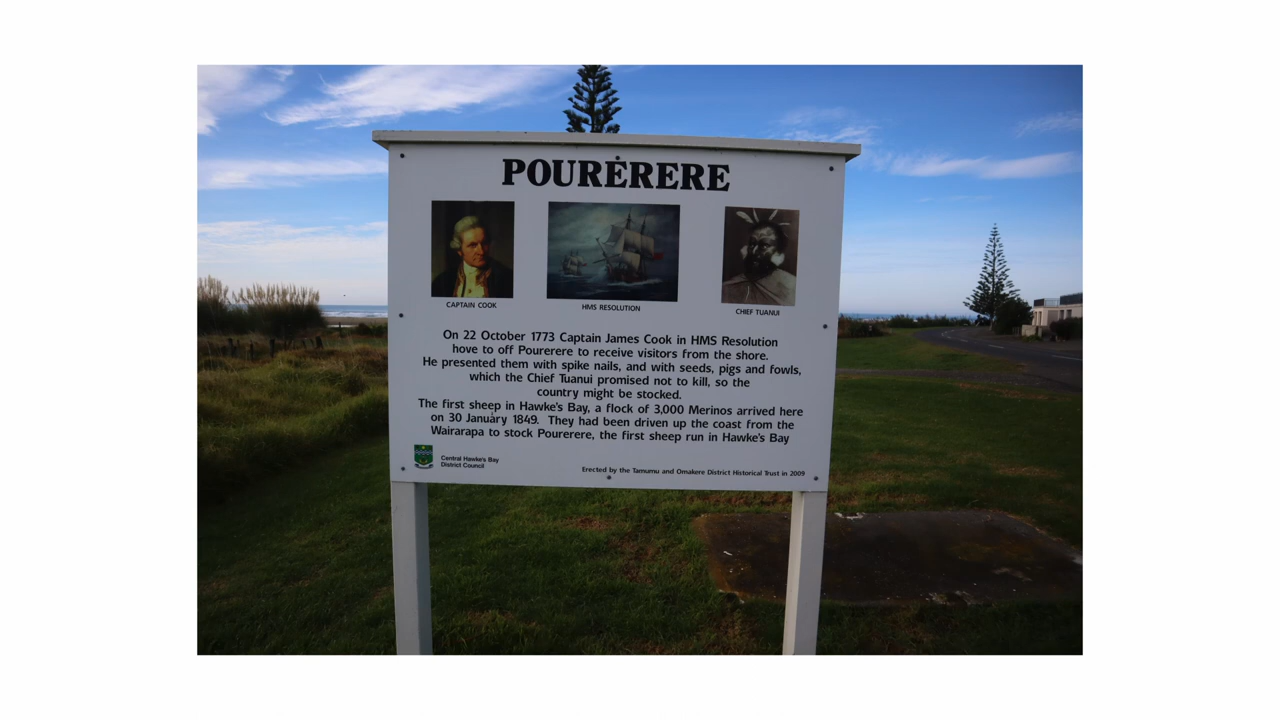 POURERERE
CAPTAIN COOK
HMS RESOLUTION
CHIEF TUANUI
On 22 October 1773 Captain James Cook in HMS Resolution
hove to off Pourerere to receive visitors from the shore.
He presented them with spike nails, and with seeds, pigs and fowls,
which the Chief Tuanui promised not to kill, so the
country might be stocked.
The first sheep in Hawke's Bay, a flock of 3,000 Merinos arrived here
on 30 January 1849. They had been driven up the coast from the
Wairarapa to stock Pourerere, the first sheep run in Hawke's Bay
Central Hawke's Bay
District Council
Erected by the Tamumu and Omakere District Historical Trust in 2009